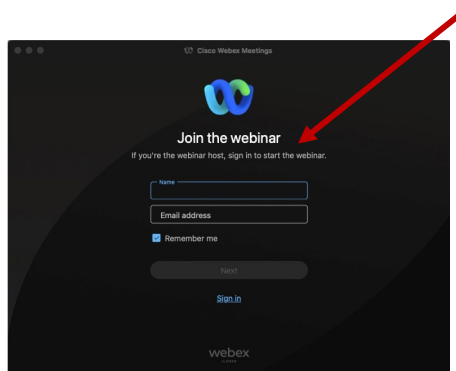 Cisco Webex Meetings
Join the webinar
If you're the webinar host, sign in to start the webinar.
Name
Email address
Remember me
Next
Sign in
webex